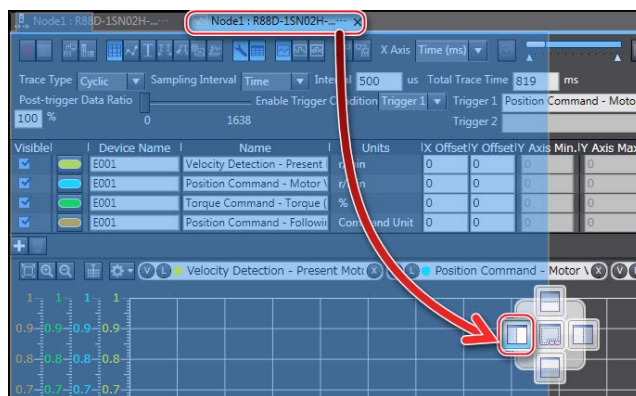 Node1 : R88D-1SN02H-...··· Node1 : R88D-1SN02H-...··· ×
X Axis Time (ms)
Trace Type Cyclic Sampling Interval Time Interval 500 us Total Trace Time 819 ms
Post-trigger Data Ratio Enable Trigger Condition Trigger 1 Trigger 1 Position Command - Moto
100 % 0 1638 Trigger 2
Visible Device Name Name Units X Offset Y Offset Y Axis Min. Y Axis Max
E001 Velocity Detection - Present r/min 0 0 0 0
E001 Position Command - Motor V r/min 0 0 0 0
E001 Torque Command - Torque ( % 0 0 0 0
E001 Position Command - Followin Command Unit 0 0 0 0
V L Velocity Detection - Present Moto X V L Position Command - Motor V X V L
1 1 1 1
0.9 0.9 0.9 0.9
0.8 0.8 0.8 0.8
0.7 0.7 0.7 0.7